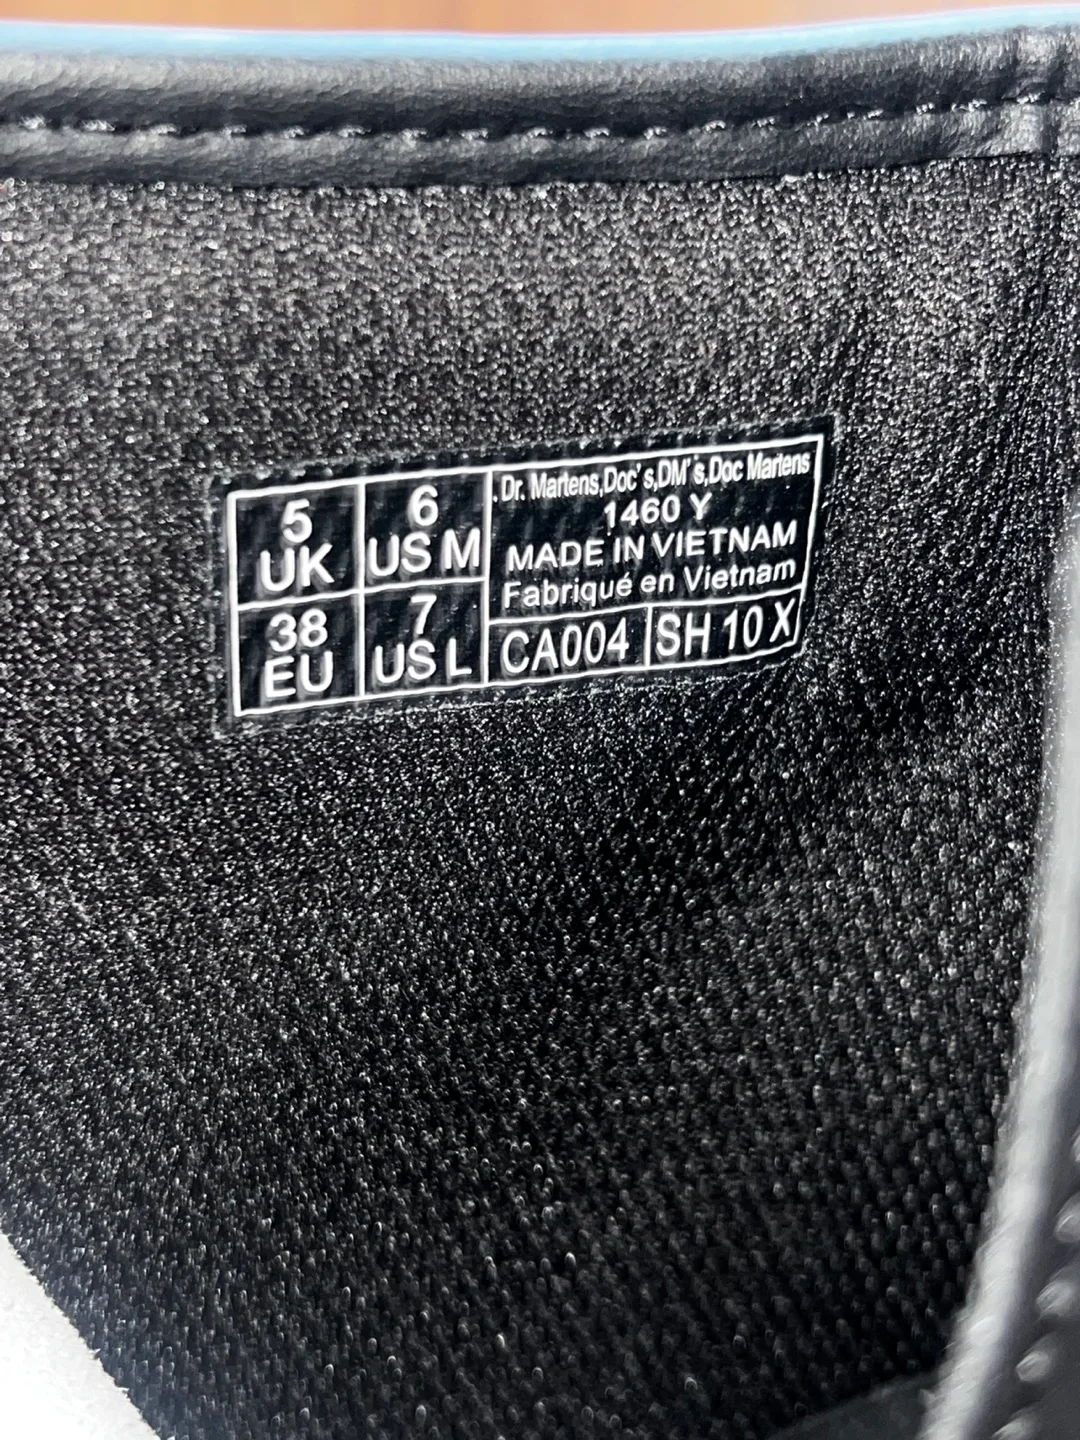 5
UK
6
US M
38
EU
7
US L
Dr. Martens,Doc's,DM's,Doc Martens
1460 Y
MADE IN VIETNAM
Fabriqué en Vietnam
CA004
SH 10 X